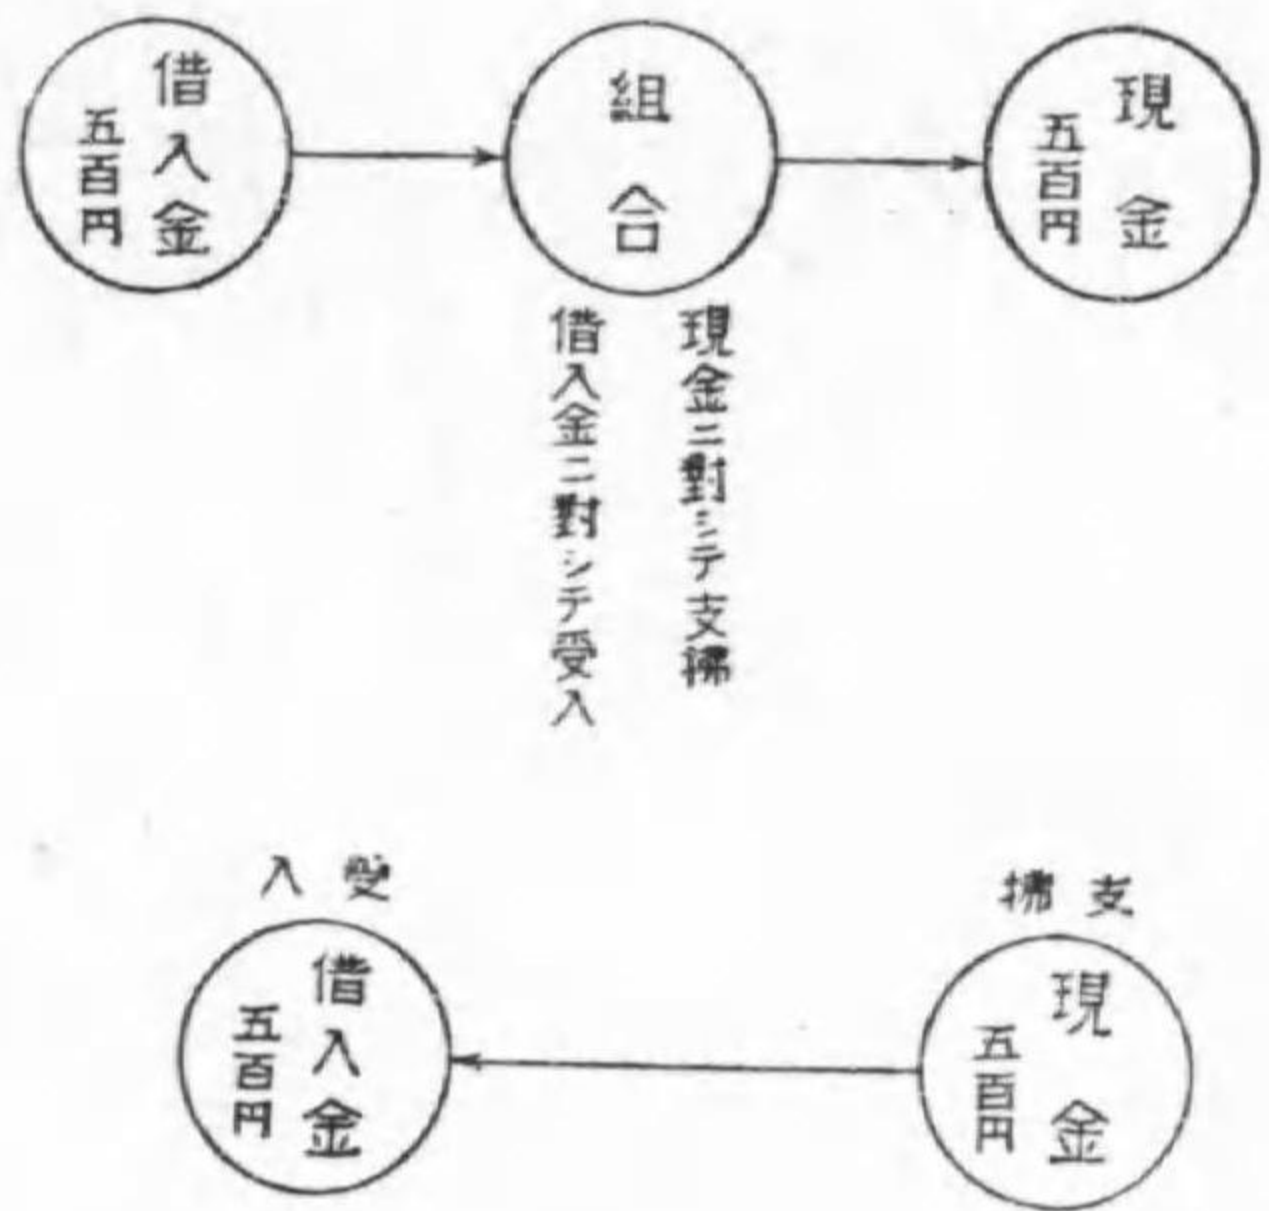 現金
五百円
組合
借入金
五百円
現金ニ對シテ支拂
借入金ニ對シテ受入
支拂
現金
五百円
受入
借入金
五百円